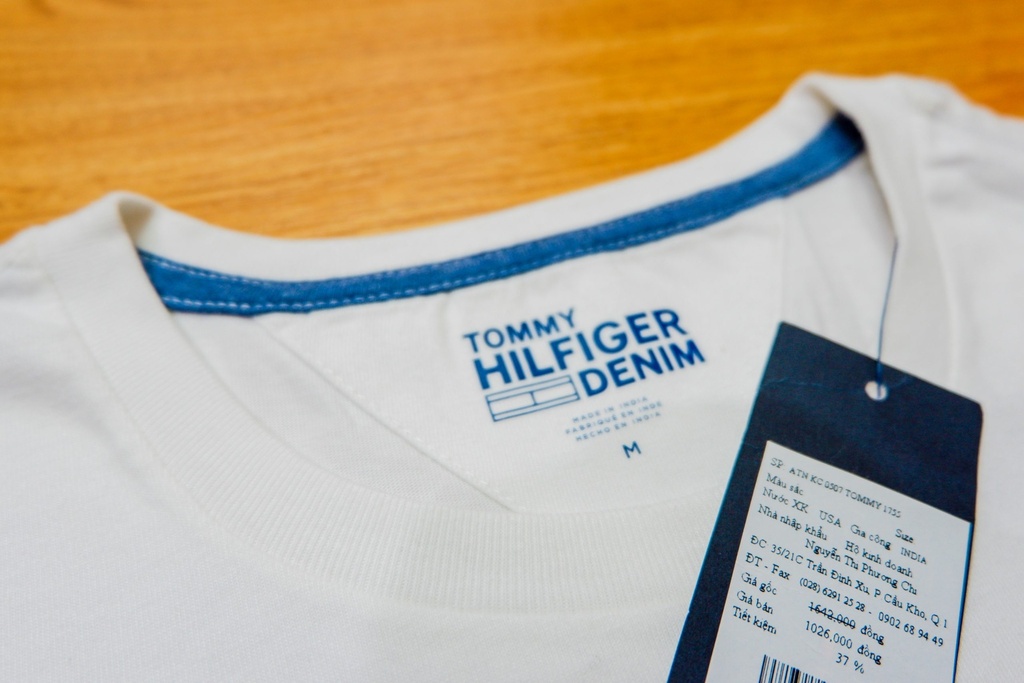 TOMMY
HILFIGER
DENIM
MADE IN INDIA
FABRIQUÉ EN INDE
HECHO EN INDIA
M
SP: ATN KC 0507 TOMMY 1755
Màu sắc Size
Nước XK USA Gia công INDIA
Nhà nhập khẩu Hộ kinh doanh
Nguyễn Thị Phương Chi
ĐC 35/21C Trần Đình Xu, P Cầu Kho, Q 1
ĐT - Fax (028) 6291 25 28 - 0902 68 94 49
Giá gốc 1642.000 đồng
Giá bán 1026,000 đồng
Tiết kiệm 37 %